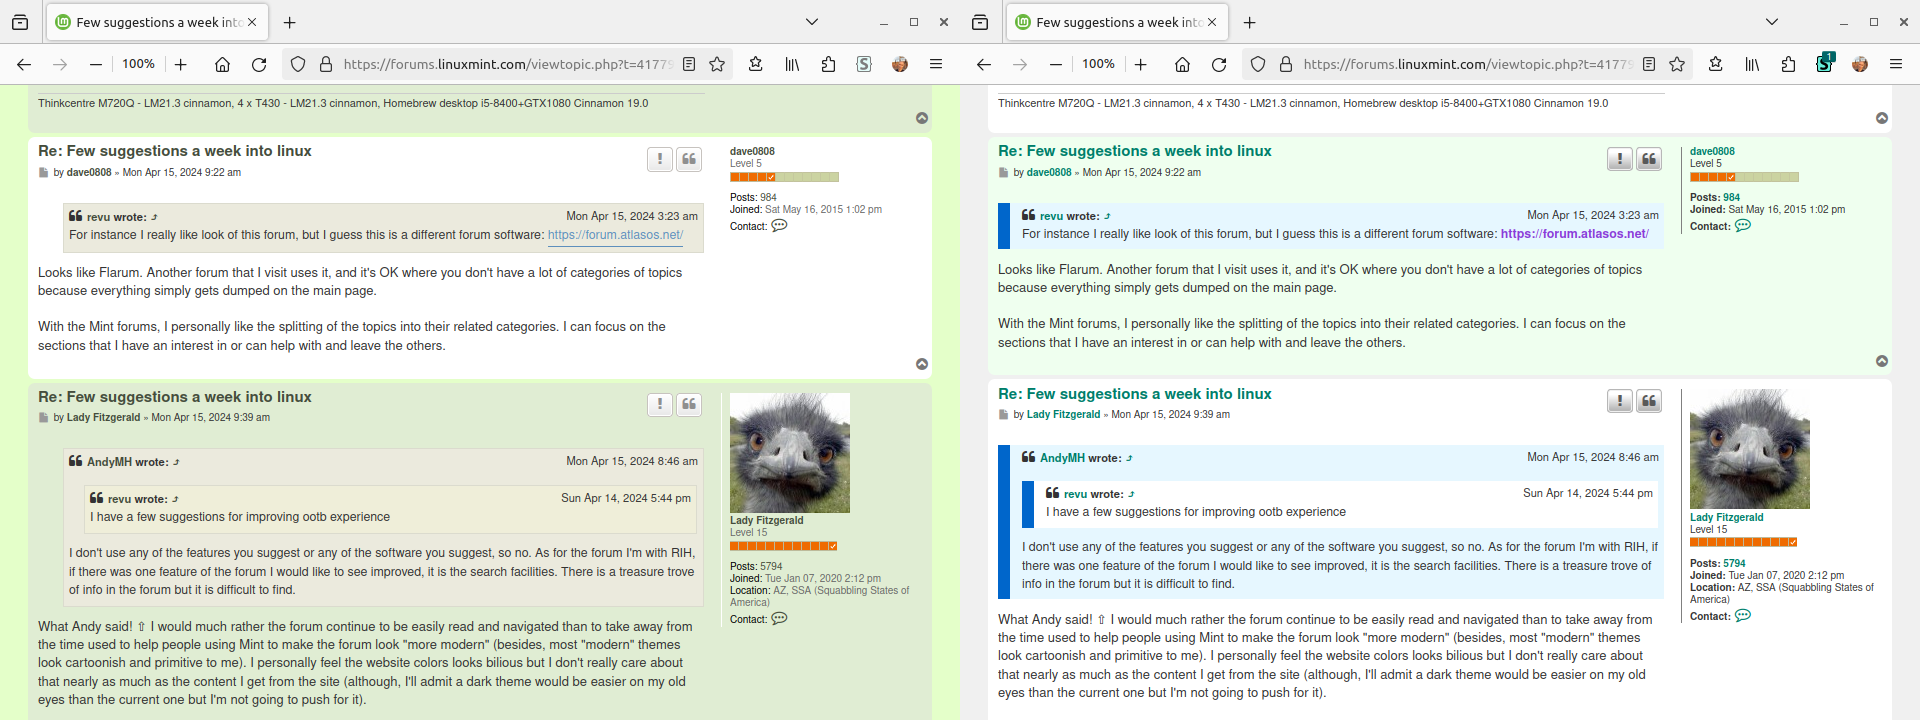 Few suggestions a week into
100%
https://forums.linuxmint.com/viewtopic.php?t=41779
Thinkcentre M720Q - LM21.3 cinnamon, 4 x T430 - LM21.3 cinnamon, Homebrew desktop i5-8400+GTX1080 Cinnamon 19.0
Re: Few suggestions a week into linux
by dave0808 » Mon Apr 15, 2024 9:22 am
dave0808
Level 5
Posts: 984
Joined: Sat May 16, 2015 1:02 pm
Contact:
revu wrote: Mon Apr 15, 2024 3:23 am
For instance I really like look of this forum, but I guess this is a different forum software: https://forum.atlasos.net/
Looks like Flarum. Another forum that I visit uses it, and it's OK where you don't have a lot of categories of topics
because everything simply gets dumped on the main page.
With the Mint forums, I personally like the splitting of the topics into their related categories. I can focus on the
sections that I have an interest in or can help with and leave the others.
Re: Few suggestions a week into linux
by Lady Fitzgerald » Mon Apr 15, 2024 9:39 am
Lady Fitzgerald
Level 15
Posts: 5794
Joined: Tue Jan 07, 2020 2:12 pm
Location: AZ, SSA (Squabbling States of
America)
Contact:
AndyMH wrote: Mon Apr 15, 2024 8:46 am
revu wrote: Sun Apr 14, 2024 5:44 pm
I have a few suggestions for improving ootb experience
I don't use any of the features you suggest or any of the software you suggest, so no. As for the forum I'm with RIH,
if there was one feature of the forum I would like to see improved, it is the search facilities. There is a treasure trove
of info in the forum but it is difficult to find.
What Andy said! ⇧ I would much rather the forum continue to be easily read and navigated than to take away from
the time used to help people using Mint to make the forum look "more modern" (besides, most "modern" themes
look cartoonish and primitive to me). I personally feel the website colors looks bilious but I don't really care about
that nearly as much as the content I get from the site (although, I'll admit a dark theme would be easier on my old
eyes than the current one but I'm not going to push for it).
Few suggestions a week into
100%
https://forums.linuxmint.com/viewtopic.php?t=41779
1
Thinkcentre M720Q - LM21.3 cinnamon, 4 x T430 - LM21.3 cinnamon, Homebrew desktop i5-8400+GTX1080 Cinnamon 19.0
Re: Few suggestions a week into linux
by dave0808 » Mon Apr 15, 2024 9:22 am
dave0808
Level 5
Posts: 984
Joined: Sat May 16, 2015 1:02 pm
Contact:
revu wrote: Mon Apr 15, 2024 3:23 am
For instance I really like look of this forum, but I guess this is a different forum software: https://forum.atlasos.net/
Looks like Flarum. Another forum that I visit uses it, and it's OK where you don't have a lot of categories of topics
because everything simply gets dumped on the main page.
With the Mint forums, I personally like the splitting of the topics into their related categories. I can focus on the
sections that I have an interest in or can help with and leave the others.
Re: Few suggestions a week into linux
by Lady Fitzgerald » Mon Apr 15, 2024 9:39 am
Lady Fitzgerald
Level 15
Posts: 5794
Joined: Tue Jan 07, 2020 2:12 pm
Location: AZ, SSA (Squabbling States of
America)
Contact:
AndyMH wrote: Mon Apr 15, 2024 8:46 am
revu wrote: Sun Apr 14, 2024 5:44 pm
I have a few suggestions for improving ootb experience
I don't use any of the features you suggest or any of the software you suggest, so no. As for the forum I'm with RIH, if
there was one feature of the forum I would like to see improved, it is the search facilities. There is a treasure trove of
info in the forum but it is difficult to find.
What Andy said! ⇧ I would much rather the forum continue to be easily read and navigated than to take away from
the time used to help people using Mint to make the forum look "more modern" (besides, most "modern" themes
look cartoonish and primitive to me). I personally feel the website colors looks bilious but I don't really care about
that nearly as much as the content I get from the site (although, I'll admit a dark theme would be easier on my old
eyes than the current one but I'm not going to push for it).